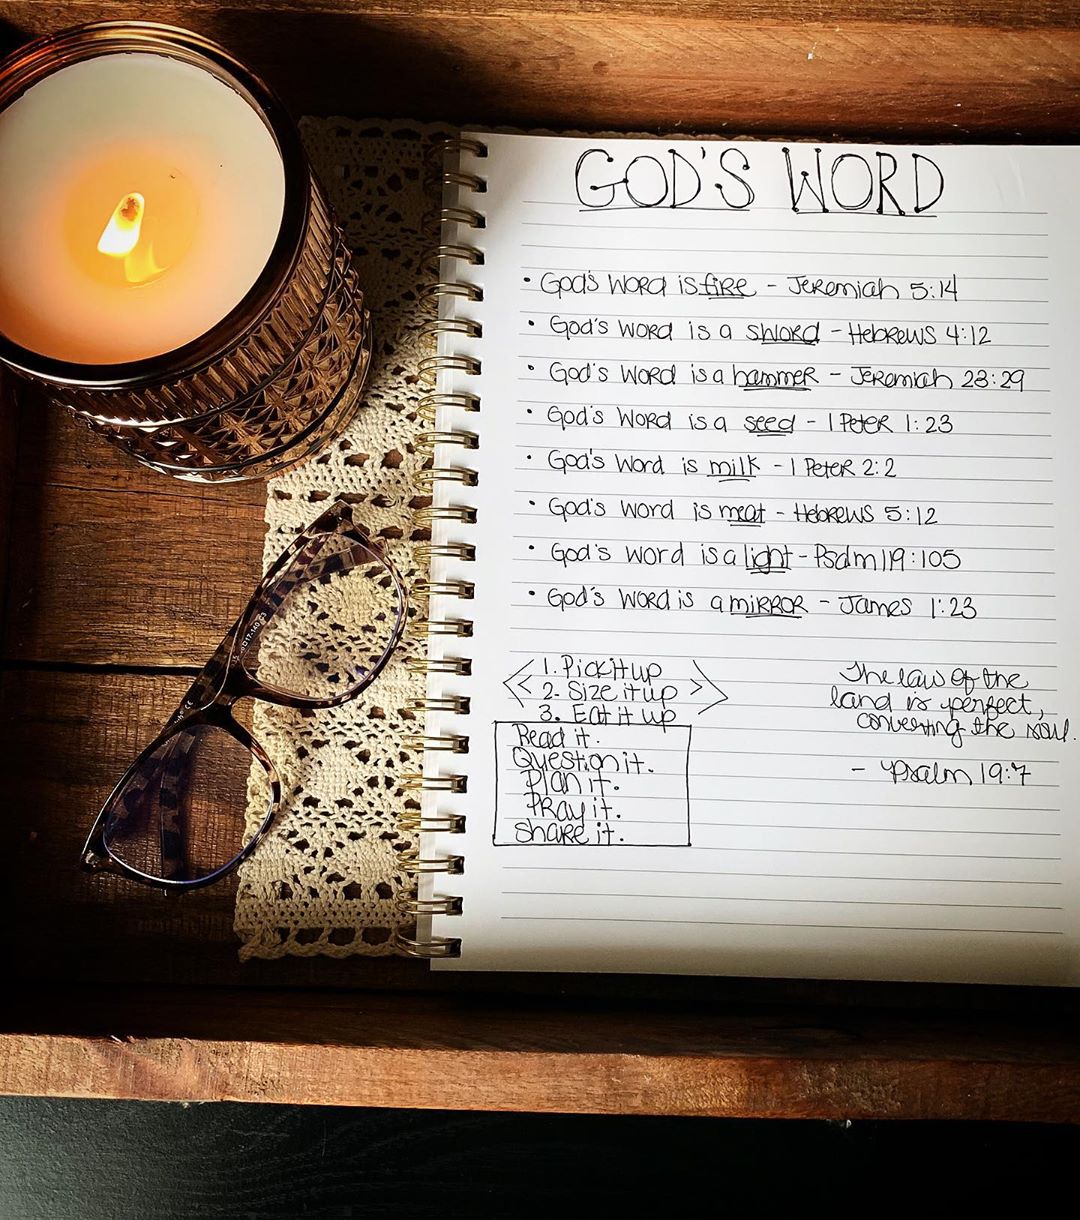 GOD'S WORD
• God's Word is fire - Jeremiah 5:14
• God's word is a sword - Hebrews 4:12
• God's word is a hammer - Jeremiah 23:29
• God's word is a seed - 1 Peter 1:23
• God's word is milk - 1 Peter 2:2
• God's word is meat - Hebrews 5:12
• God's word is a light - Psalm 119:105
• God's word is a mirror - James 1:23
1. Pick it up
2. Size it up
3. Eat it up
Read it.
Question it.
Plan it.
Pray it.
Share it.
The law of the
land is perfect,
converting the soul.
- Psalm 19:7